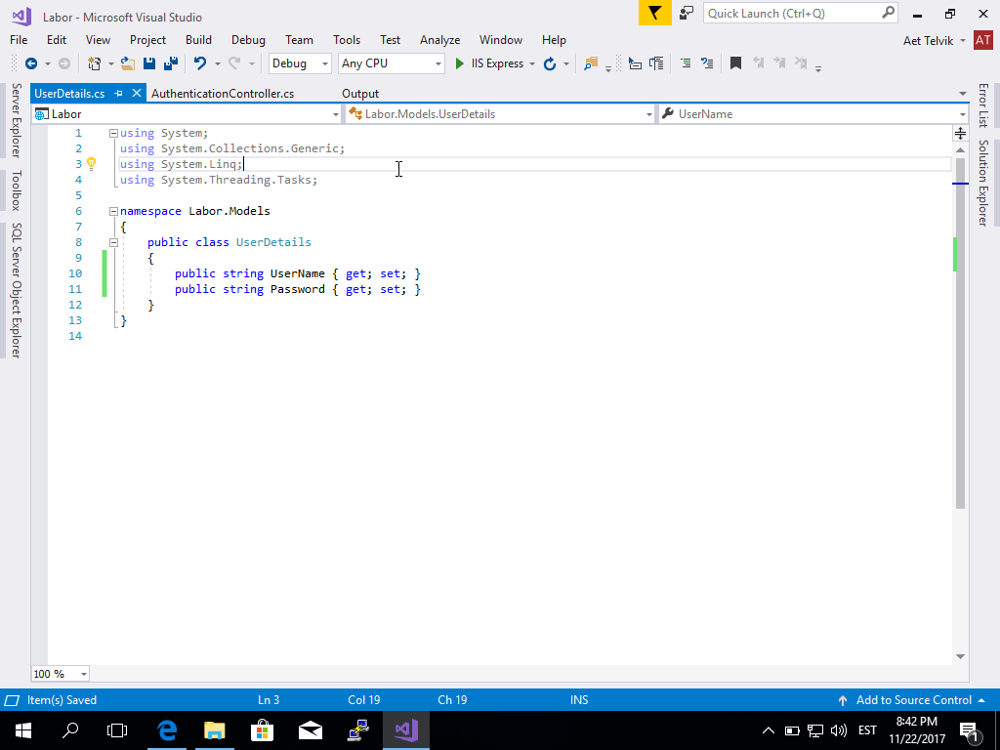 Labor - Microsoft Visual Studio
Quick Launch (Ctrl+Q)
File Edit View Project Build Debug Team Tools Test Analyze Window Help
Aet Telvik AT
Debug Any CPU IIS Express
UserDetails.cs AuthenticationController.cs Output
Labor Labor.Models.UserDetails UserName
Server Explorer
Toolbox
SQL Server Object Explorer
1 using System;
2 using System.Collections.Generic;
3 using System.Linq;
4 using System.Threading.Tasks;
5
6 namespace Labor.Models
7 {
8 public class UserDetails
9 {
10 public string UserName { get; set; }
11 public string Password { get; set; }
12 }
13 }
14
Error List
Solution Explorer
100 %
Item(s) Saved Ln 3 Col 19 Ch 19 INS Add to Source Control
EST
8:42 PM
11/22/2017
1